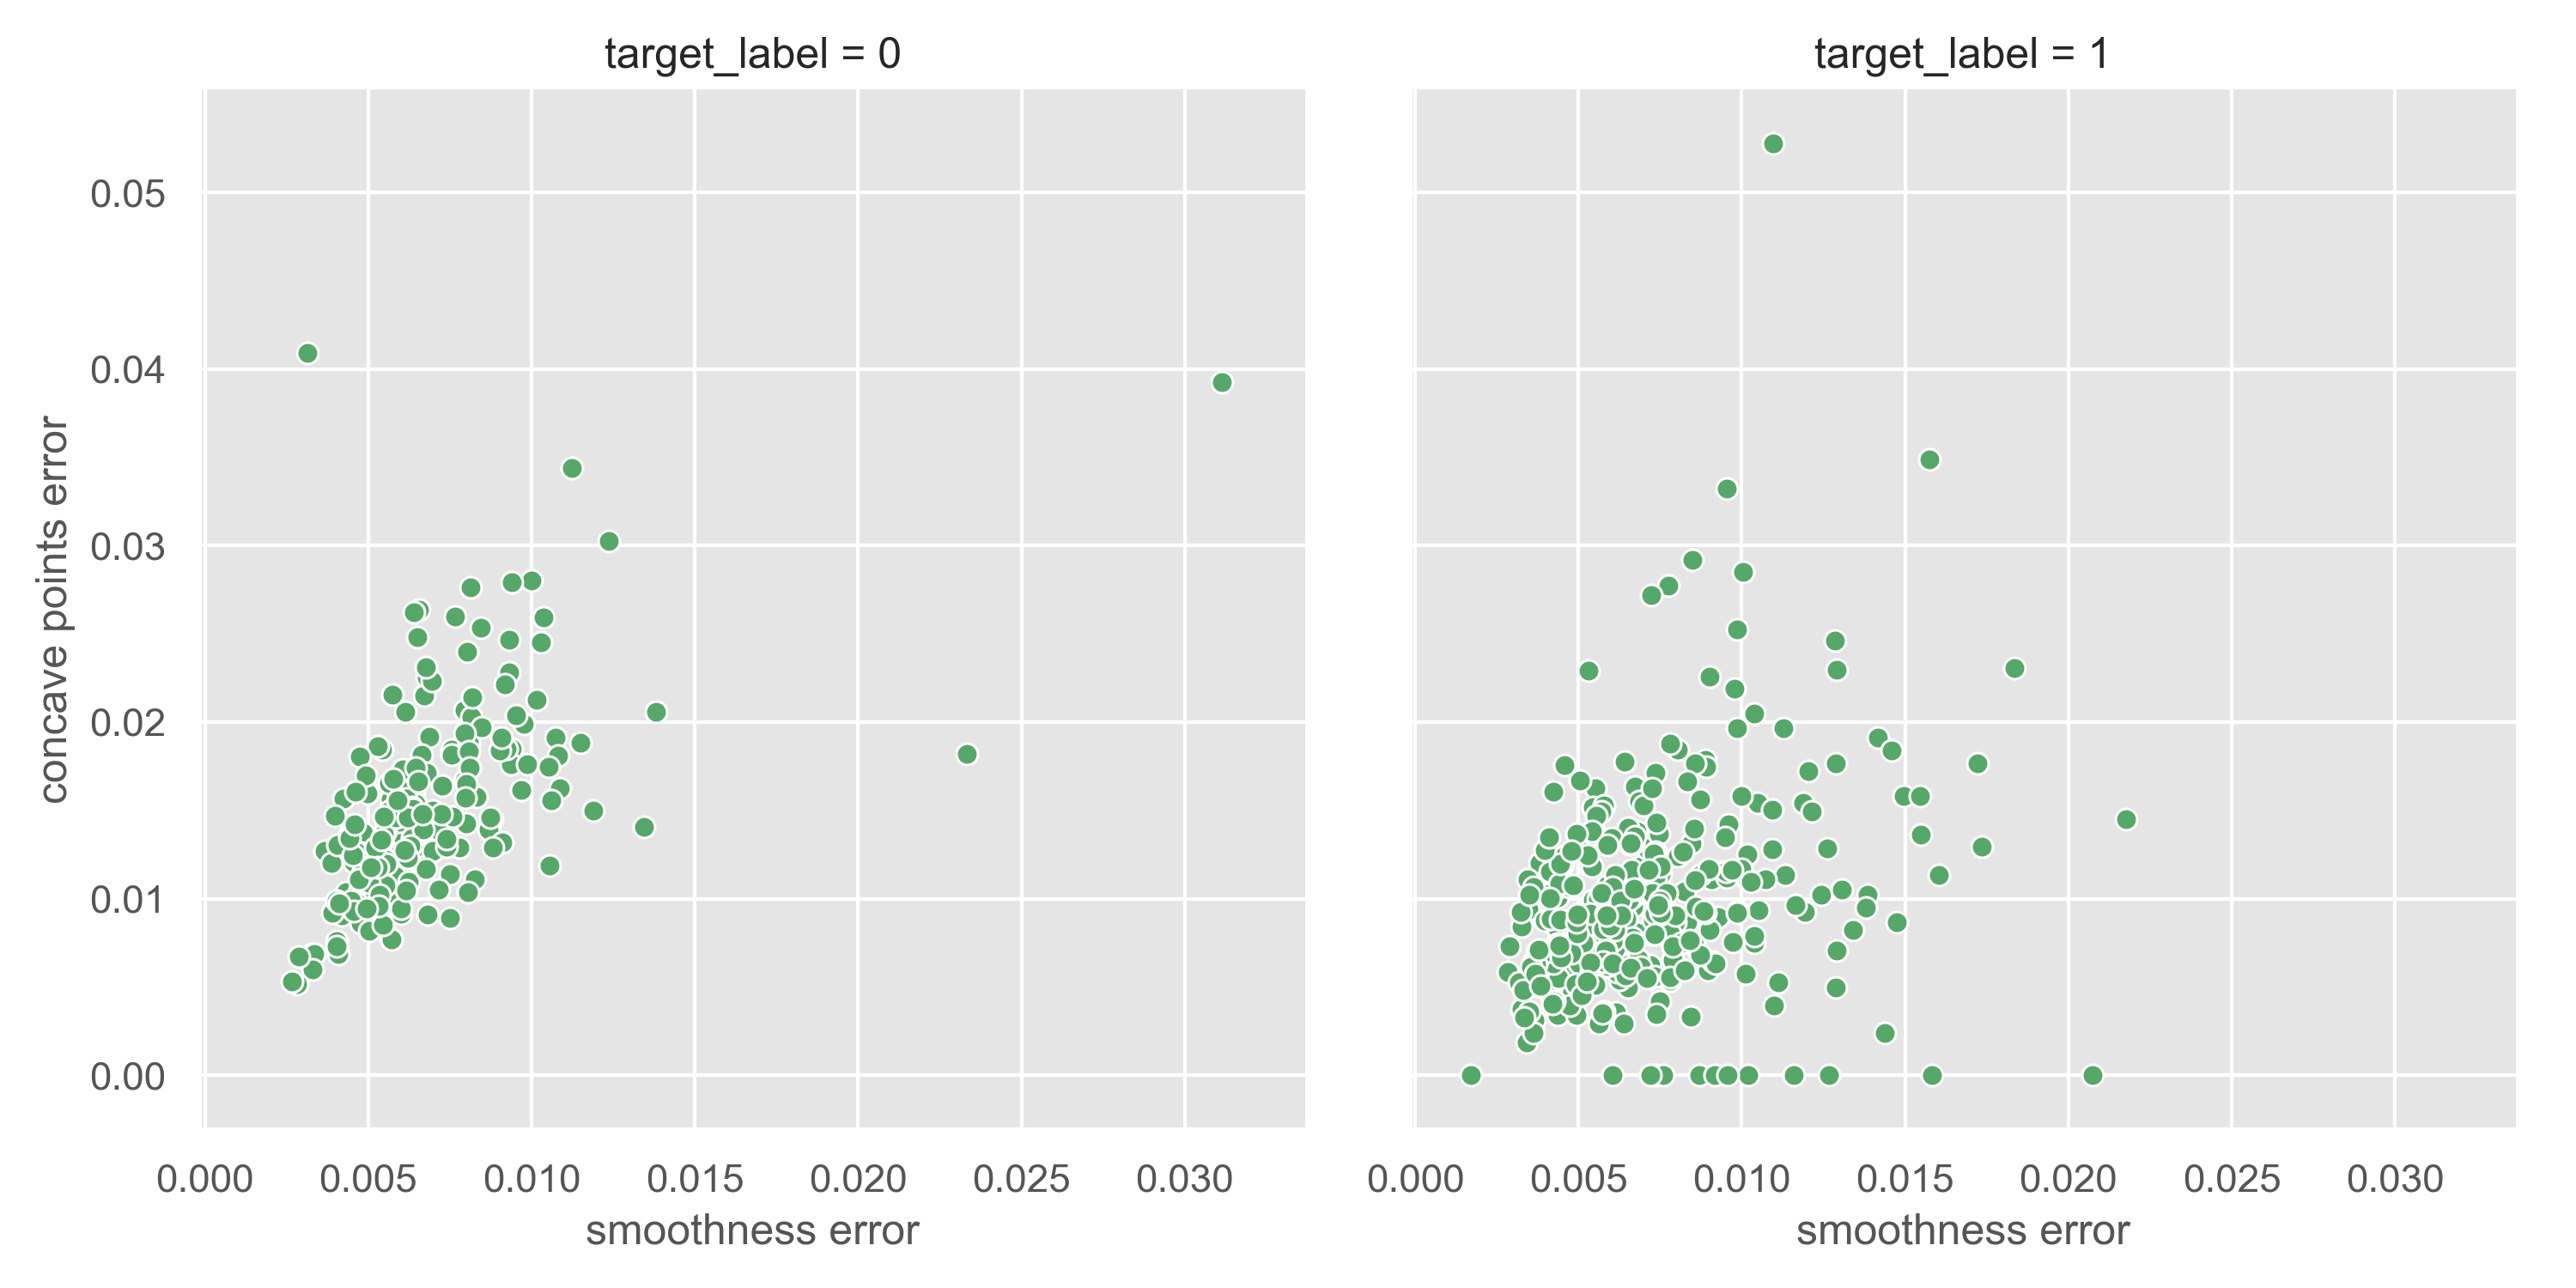 target_label = 0
target_label = 1
concave points error
0.05
0.04
0.03
0.02
0.01
0.00
0.000 0.005 0.010 0.015 0.020 0.025 0.030
0.000 0.005 0.010 0.015 0.020 0.025 0.030
smoothness error
smoothness error